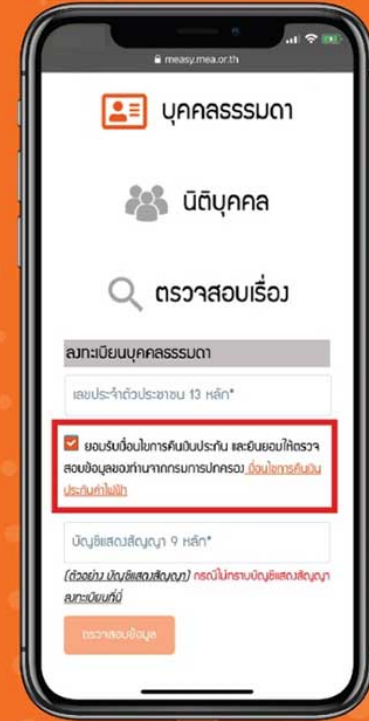 measy.mea.or.th
บุคคลธรรมดา
นิติบุคคล
ตรวจสอบเรื่อง
ลงทะเบียนบุคคลธรรมดา
เลขประจำตัวประชาชน 13 หลัก*
ยอมรับเงื่อนไขการคืนเงินประกัน และยินยอมให้ตรวจ
สอบข้อมูลของท่านจากกรมการปกครอง เงื่อนไขการคืนเงิน
ประกันค่าไฟฟ้า
บัญชีแสดงสัญญา 9 หลัก*
(ตัวอย่าง บัญชีแสดงสัญญา) กรณีไม่ทราบบัญชีแสดงสัญญา
ลงทะเบียนที่นี่
ตรวจสอบข้อมูล